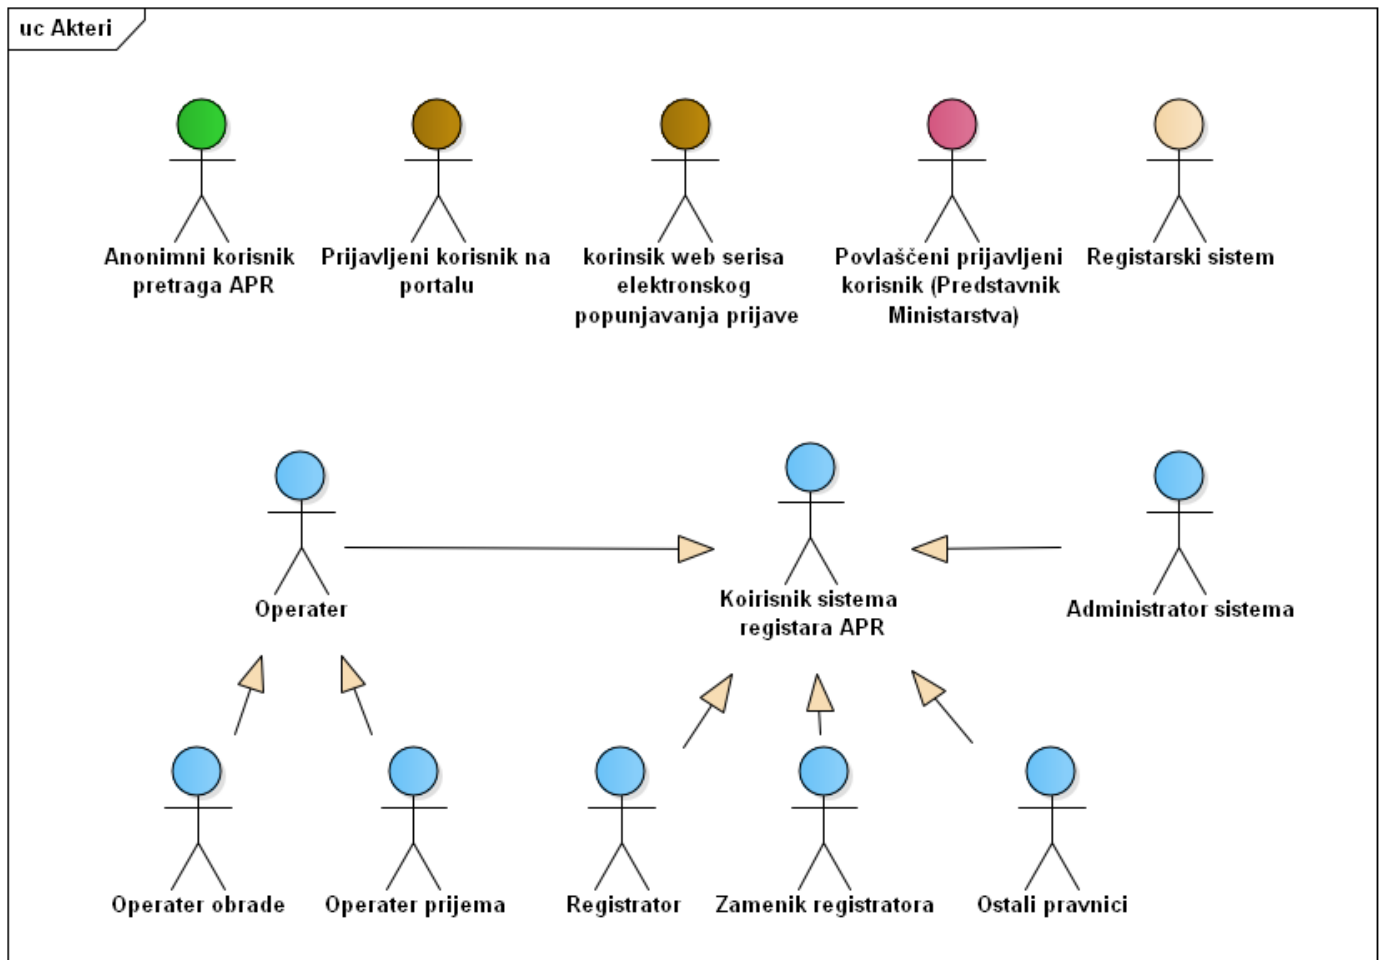 uc Akteri
Anonimni korisnik
pretraga APR
Prijavljeni korisnik na
portalu
korinsik web serisa
elektronskog
popunjavanja prijave
Povlaščeni prijavljeni
korisnik (Predstavnik
Ministarstva)
Registarski sistem
Operater
Koirisnik sistema
registara APR
Administrator sistema
Operater obrade
Operater prijema
Registrator
Zamenik registratora
Ostali pravnici